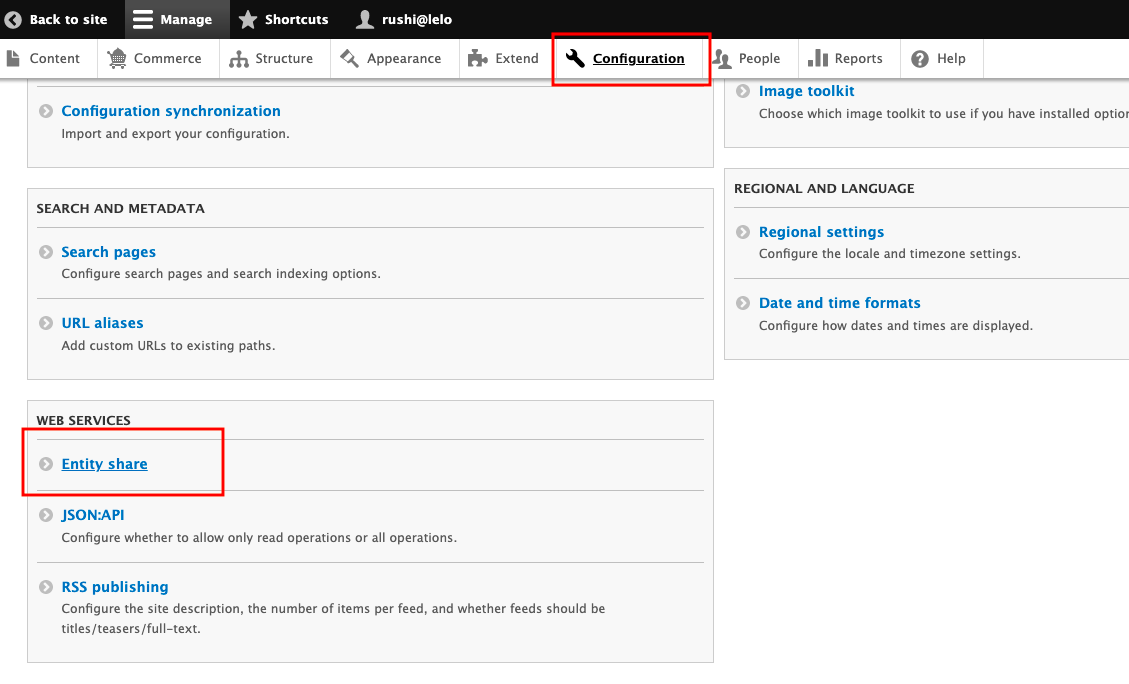 Back to site
Manage
Shortcuts
rushi@lelo
Content
Commerce
Structure
Appearance
Extend
Configuration
People
Reports
Help
Configuration synchronization
Import and export your configuration.
SEARCH AND METADATA
Search pages
Configure search pages and search indexing options.
URL aliases
Add custom URLs to existing paths.
WEB SERVICES
Entity share
JSON:API
Configure whether to allow only read operations or all operations.
RSS publishing
Configure the site description, the number of items per feed, and whether feeds should be
titles/teasers/full-text.
Image toolkit
Choose which image toolkit to use if you have installed
REGIONAL AND LANGUAGE
Regional settings
Configure the locale and timezone settings.
Date and time formats
Configure how dates and times are displayed.